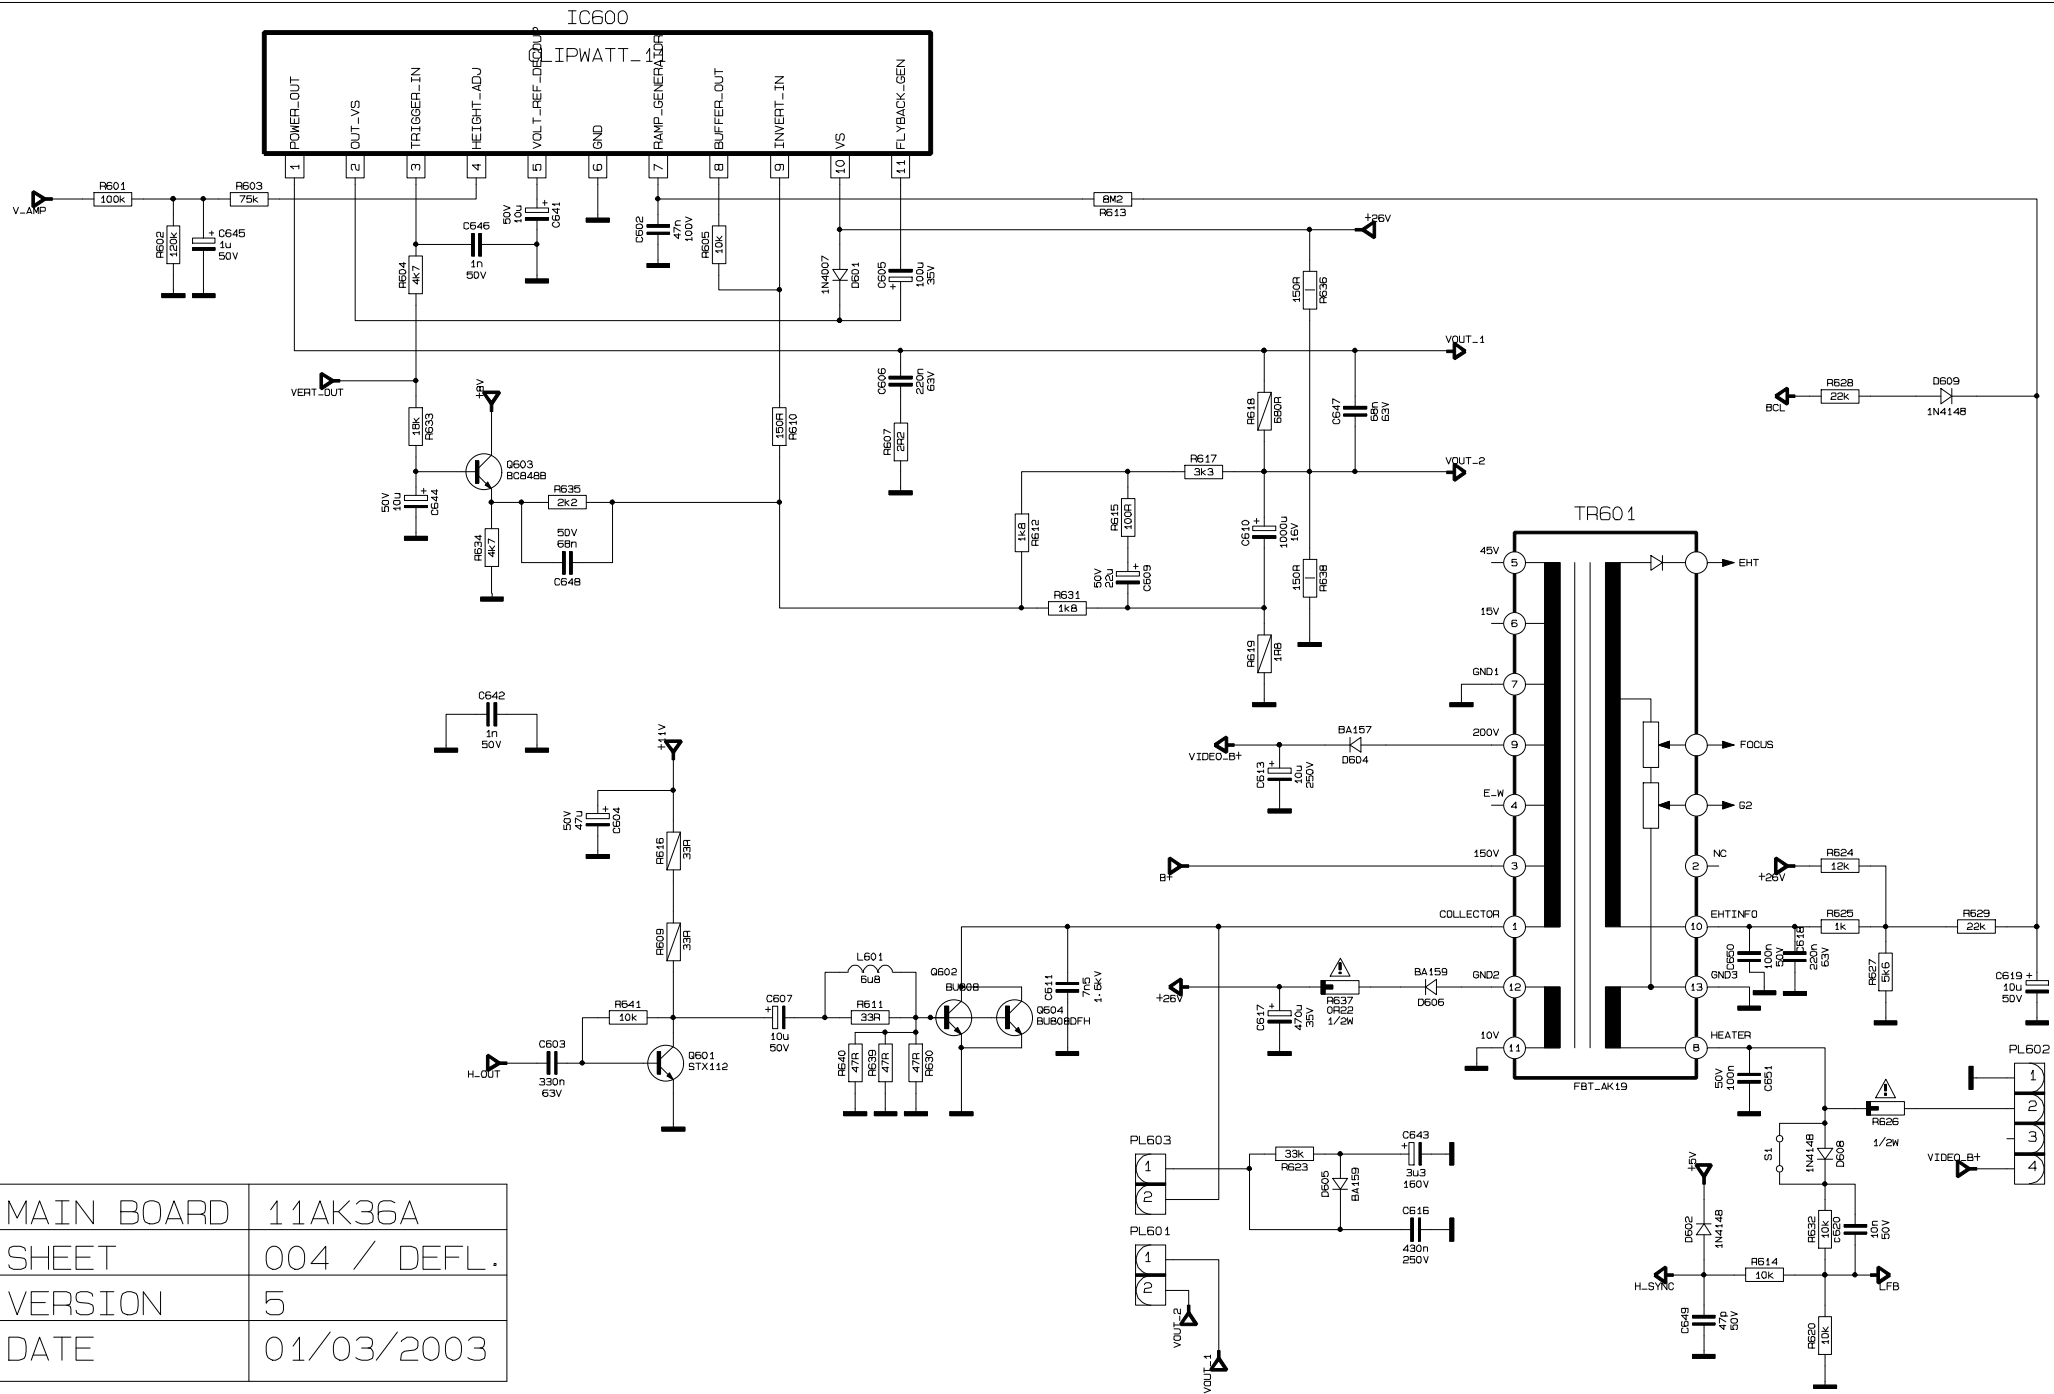 IC600
CLIPWATT_11
POWER_OUT
OUT_VS
TRIGGER_IN
HEIGHT_ADJ
VOLT_REF_DECOUP
GND
RAMP_GENERATOR
BUFFER_OUT
INVERT_IN
VS
FLYBACK_GEN
1
2
3
4
5
6
7
8
9
10
11
V_AMP
R601
100k
R603
75k
R602
120k
C645
1u
50V
R604
4k7
C646
1n
50V
50V
10u
C641
C602
47n
100V
R605
10k
1N4007
D601
C605
100u
35V
8M2
R613
+26V
150R
R636
VOUT_1
VERT_OUT
+8V
18k
R633
Q603
BC848B
50V
10u
C644
R635
2k2
50V
68n
C648
R634
4k7
150R
R610
C606
220n
63V
R607
2R2
R618
680R
C647
68n
63V
VOUT_2
R617
3k3
1k8
R612
R615
100R
50V
22u
C609
C610
1000u
16V
150R
R638
R631
1k8
R619
1R8
BCL
R628
22k
D609
1N4148
TR601
45V
5
15V
6
GND1
7
200V
9
E_W
4
150V
3
COLLECTOR
1
GND2
12
10V
11
EHT
FOCUS
G2
NC
2
EHTINFO
10
GND3
13
HEATER
8
FBT_AK19
C642
1n
50V
+11V
50V
47u
C604
R616
33R
R609
33R
VIDEO_B+
BA157
D604
C613
10u
250V
B+
R641
10k
C603
330n
63V
H_OUT
Q601
STX112
C607
10u
50V
L601
6u8
R611
33R
R640
47R
R639
47R
47R
R630
Q602
BU808
Q604
BU808DFH
C611
7n5
1.6kV
+26V
C617
470u
35V
R637
0R22
1/2W
BA159
D606
+26V
R624
12k
R625
1k
R629
22k
C650
100n
50V
C618
220n
63V
R627
5k6
C619
10u
50V
50V
100n
C651
PL602
1
2
3
4
R626
1/2W
VIDEO_B+
S1
1N4148
D608
PL603
1
2
33k
R623
D605
BA159
C643
3u3
160V
C616
430n
250V
PL601
1
2
VOUT_2
VOUT_1
+5V
D602
1N4148
R632
10k
C620
10n
50V
R614
10k
H_SYNC
LFB
C649
47p
50V
R620
10k
MAIN BOARD 11AK36A
SHEET 004 / DEFL.
VERSION 5
DATE 01/03/2003